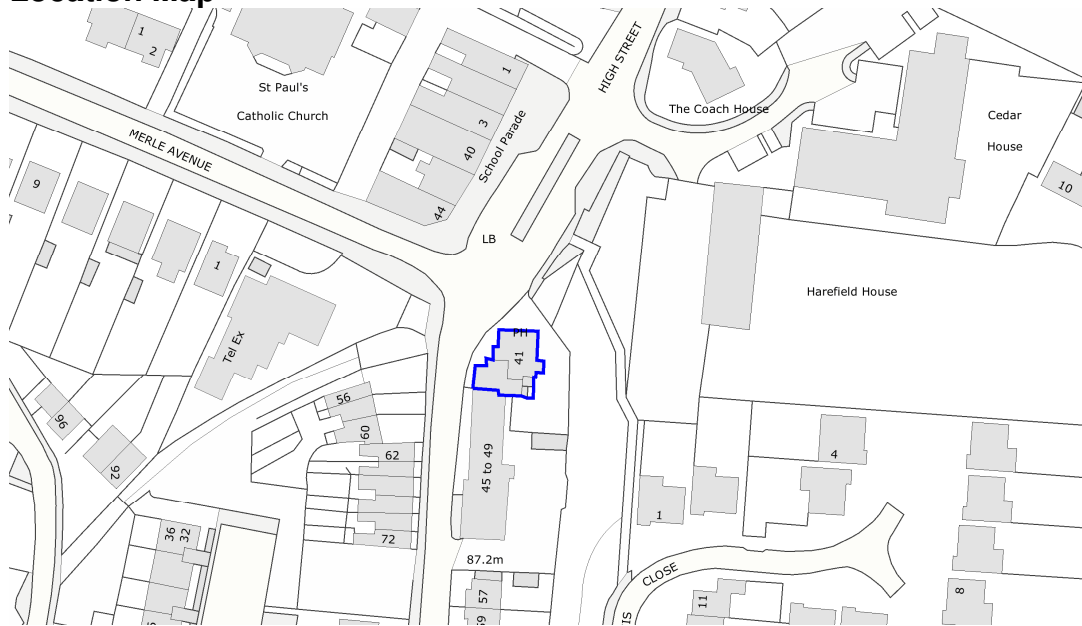 1
2
St Paul's
Catholic Church
MERLE AVENUE
9
1
Tel Ex
96
92
36
32
1
3
40
44
School Parade
HIGH STREET
The Coach House
Cedar
House
10
LB
Harefield House
PH
41
45 to 49
56
60
62
72
87.2m
57
59
1
4
CLOSE
11
8